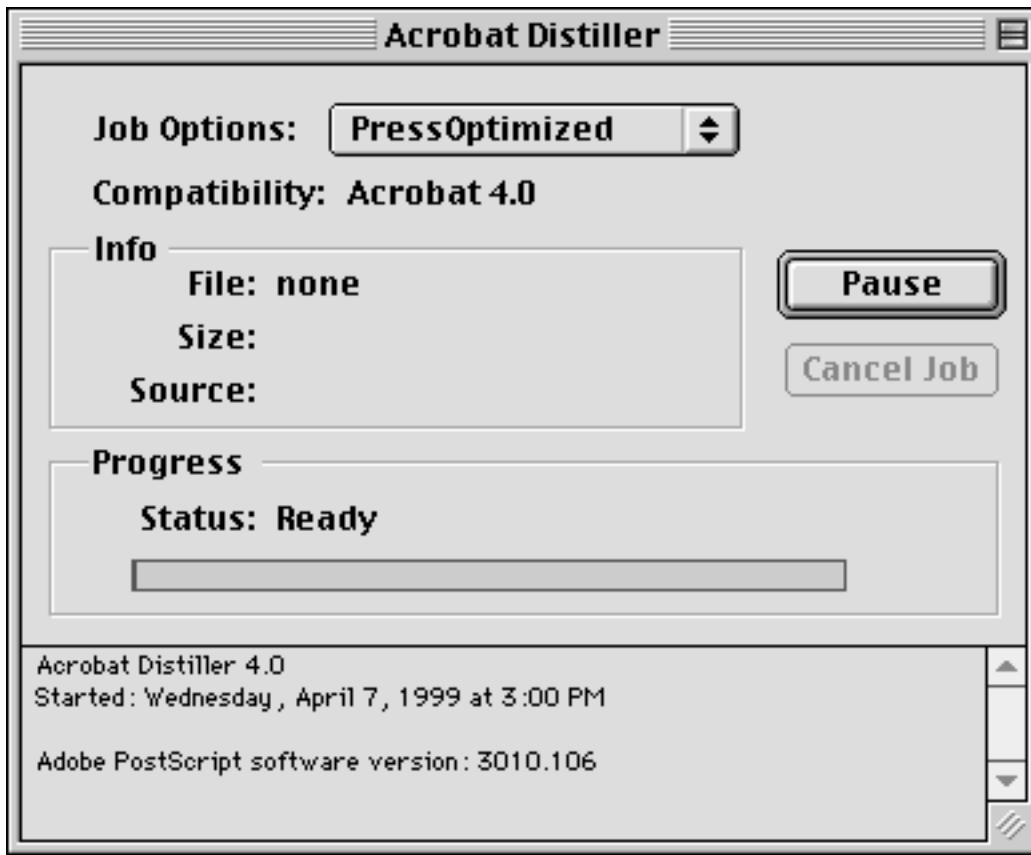 Acrobat Distiller
Job Options: PressOptimized
Compatibility: Acrobat 4.0
Info
File: none
Pause
Size:
Cancel Job
Source:
Progress
Status: Ready
Acrobat Distiller 4.0
Started: Wednesday, April 7, 1999 at 3:00 PM
Adobe PostScript software version: 3010.106